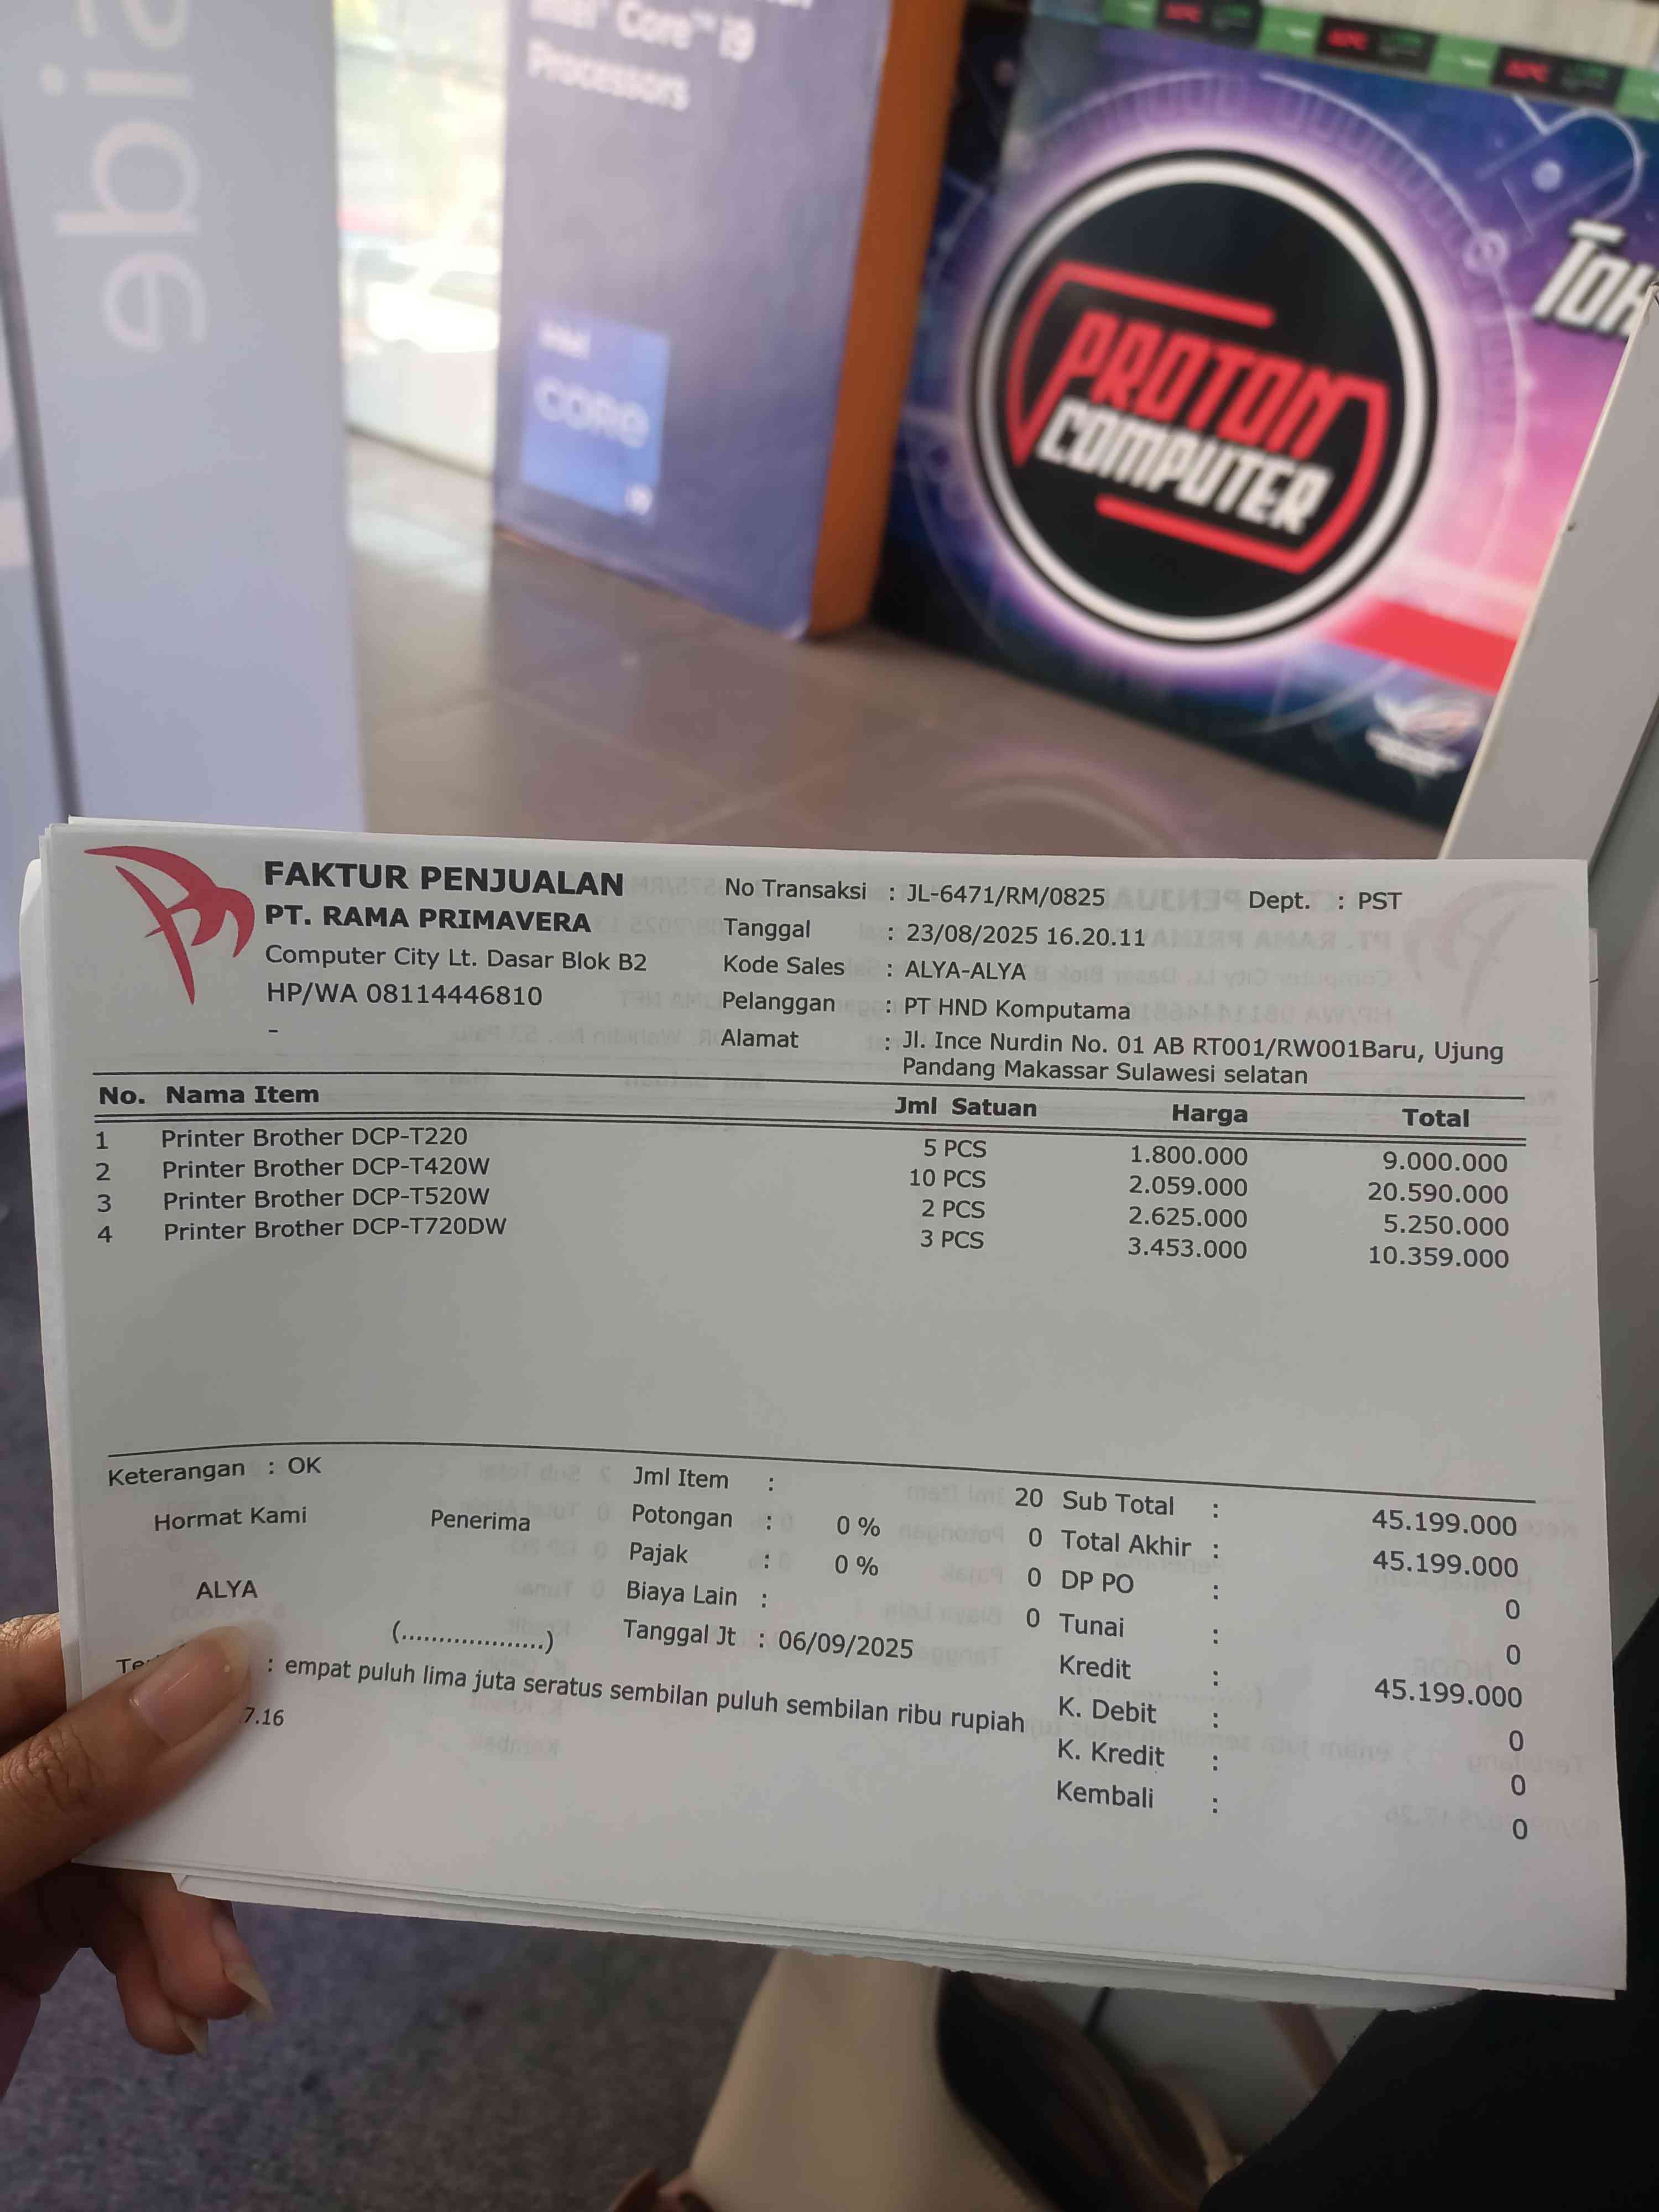 Intel® Core™ i9
Processors
intel
CORE
i9
PROTON
COMPUTER
FAKTUR PENJUALAN
PT. RAMA PRIMAVERA
Computer City Lt. Dasar Blok B2
HP/WA 08114446810
-
No Transaksi : JL-6471/RM/0825 Dept. : PST
Tanggal : 23/08/2025 16.20.11
Kode Sales : ALYA-ALYA
Pelanggan : PT HND Komputama
Alamat : Jl. Ince Nurdin No. 01 AB RT001/RW001Baru, Ujung
Pandang Makassar Sulawesi selatan
No. Nama Item Jml Satuan Harga Total
1 Printer Brother DCP-T220 5 PCS 1.800.000 9.000.000
2 Printer Brother DCP-T420W 10 PCS 2.059.000 20.590.000
3 Printer Brother DCP-T520W 2 PCS 2.625.000 5.250.000
4 Printer Brother DCP-T720DW 3 PCS 3.453.000 10.359.000
Keterangan : OK
Hormat Kami Penerima
ALYA
(...................)
Jml Item : 20
Potongan : 0 % 0
Pajak : 0 % 0
Biaya Lain : 0
Tanggal Jt : 06/09/2025
Sub Total : 45.199.000
Total Akhir : 45.199.000
DP PO : 0
Tunai : 0
Kredit : 45.199.000
K. Debit : 0
K. Kredit : 0
Kembali : 0
: empat puluh lima juta seratus sembilan puluh sembilan ribu rupiah
7.16